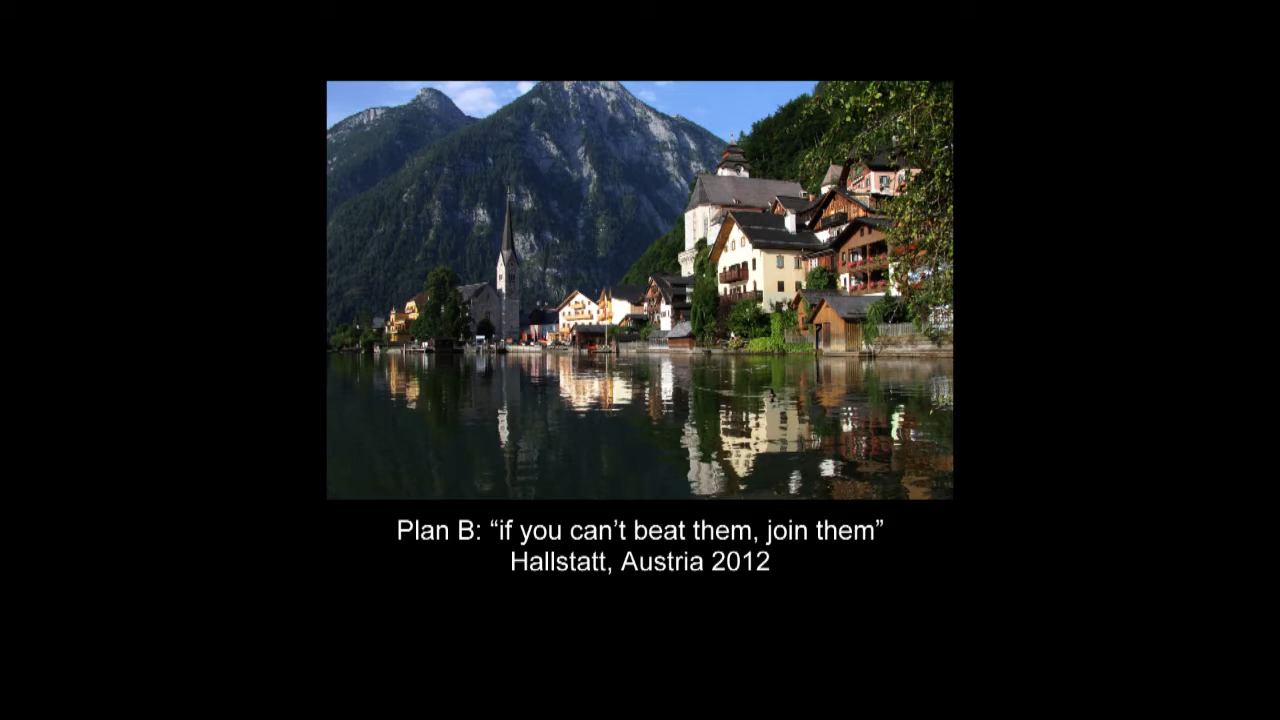 Plan B: “if you can’t beat them, join them”
Hallstatt, Austria 2012